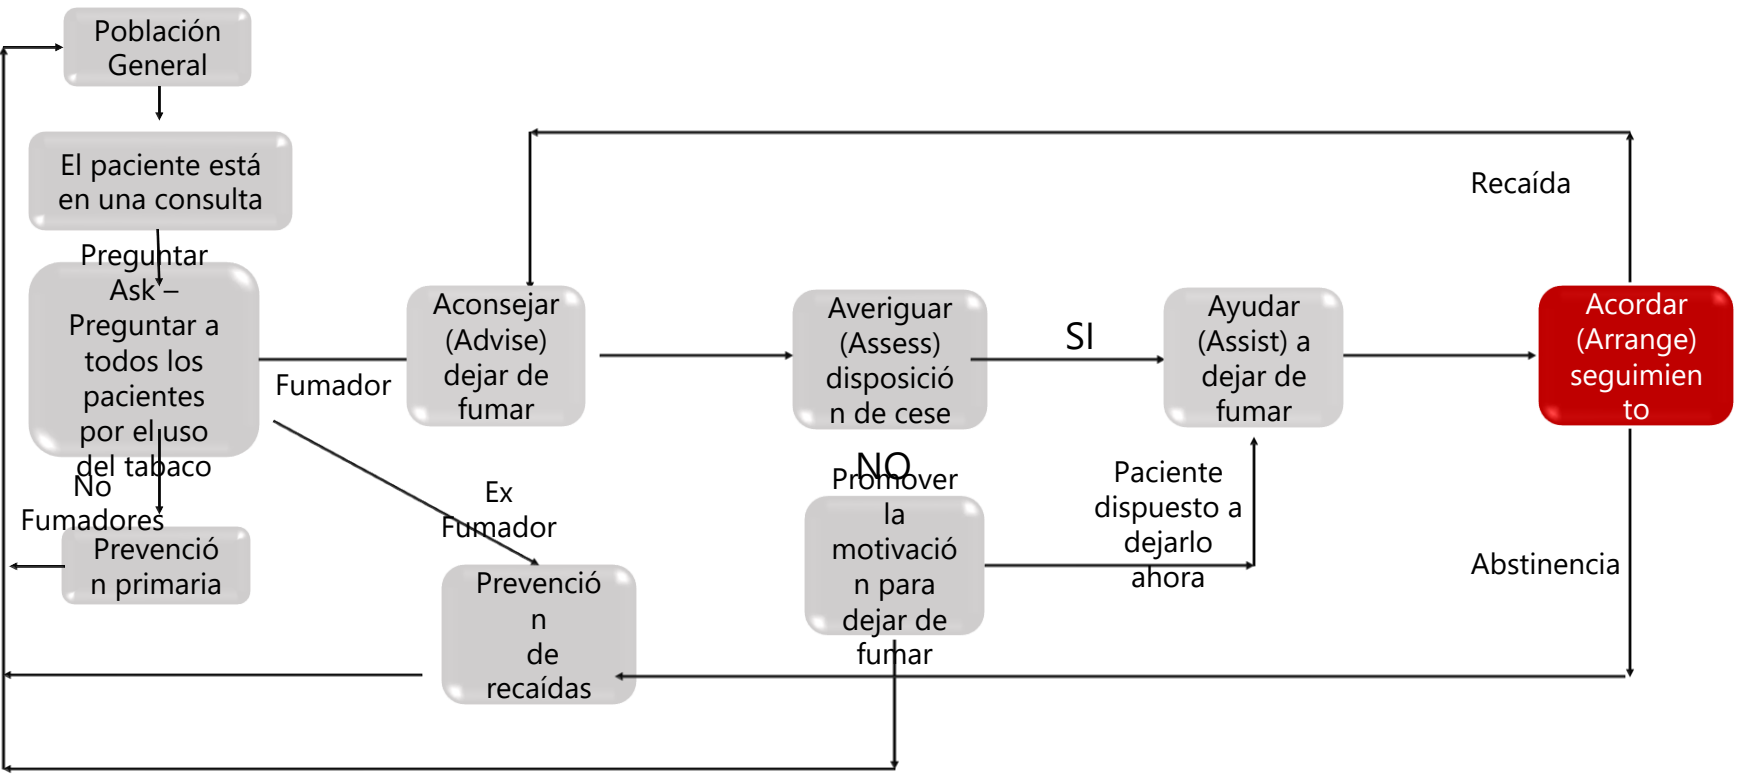 Población
General
El paciente está
en una consulta
Preguntar
Ask –
Preguntar a
todos los
pacientes
por el uso
del tabaco
No
Fumadores
Prevenció
n primaria
Fumador
Ex
Fumador
Prevenció
n
de
recaídas
Aconsejar
(Advise)
dejar de
fumar
Averiguar
(Assess)
disposició
n de cese
NO
Promover
la
motivació
n para
dejar de
fumar
SI
Paciente
dispuesto a
dejarlo
ahora
Ayudar
(Assist) a
dejar de
fumar
Recaída
Acordar
(Arrange)
seguimien
to
Abstinencia